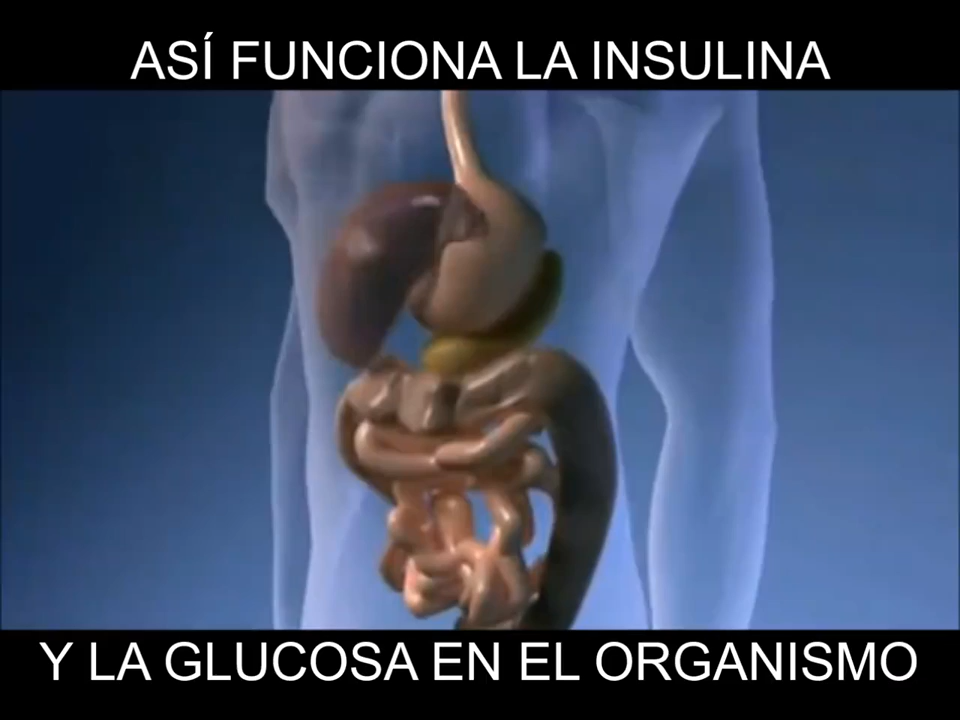 ASÍ FUNCIONA LA INSULINA
Y LA GLUCOSA EN EL ORGANISMO